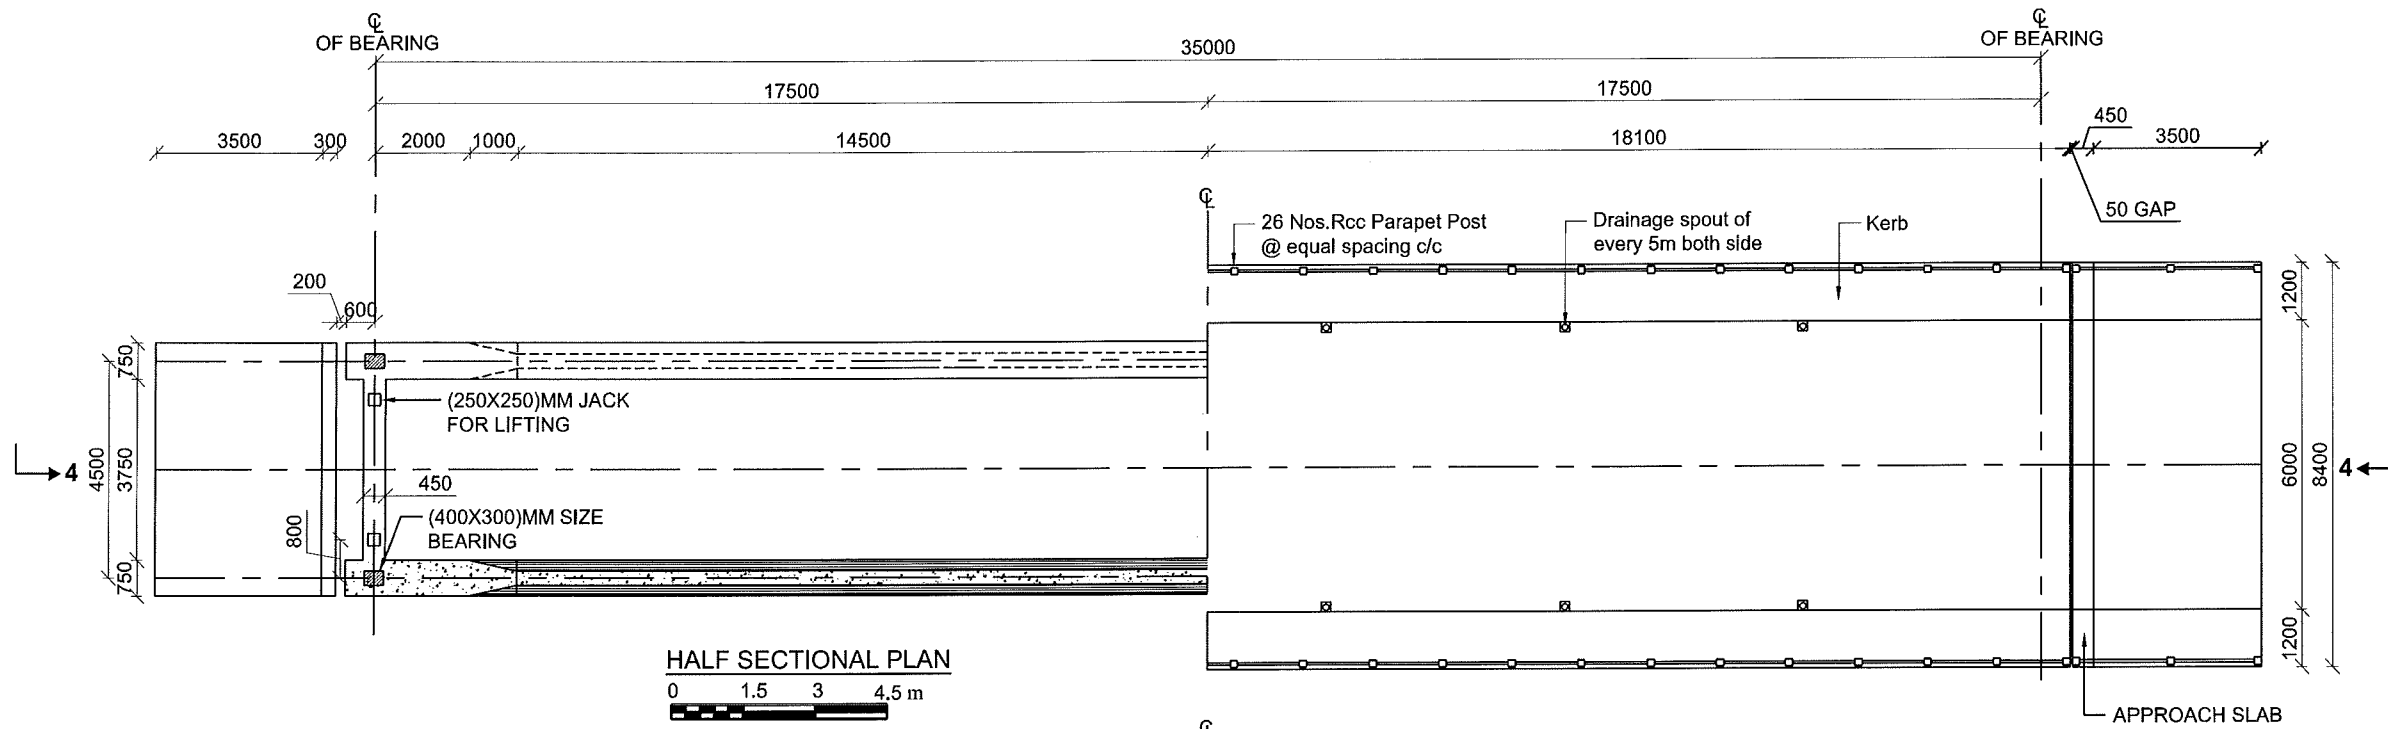 ℄
OF BEARING
℄
OF BEARING
35000
17500
17500
3500
300
2000
1000
14500
18100
450
3500
50 GAP
℄
26 Nos.Rcc Parapet Post
@ equal spacing c/c
Drainage spout of
every 5m both side
Kerb
200
600
750
4500
3750
750
800
450
(250X250)MM JACK
FOR LIFTING
(400X300)MM SIZE
BEARING
4
4
1200
6000
8400
1200
HALF SECTIONAL PLAN
0 1.5 3 4.5 m
APPROACH SLAB
℄